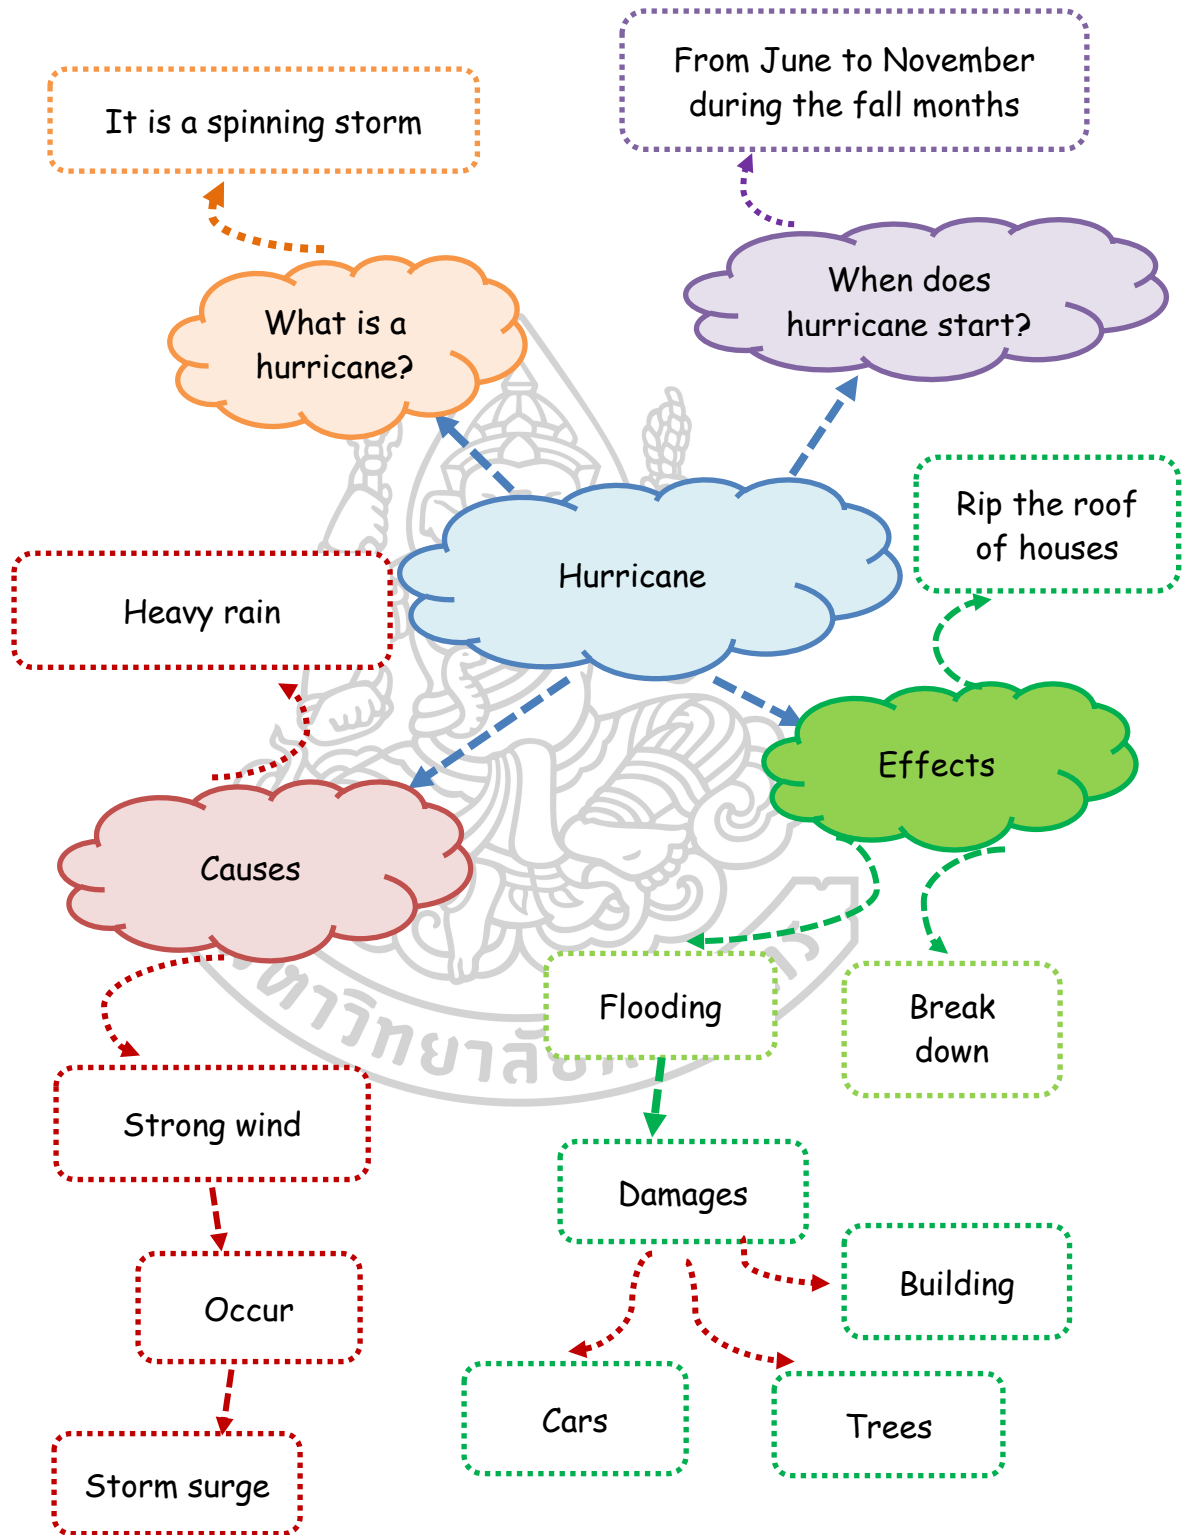 From June to November
during the fall months
It is a spinning storm
When does
hurricane start?
What is a
hurricane?
Rip the roof
of houses
Hurricane
Heavy rain
Effects
Causes
Flooding
Break
down
Strong wind
Damages
Building
Occur
Cars
Trees
Storm surge